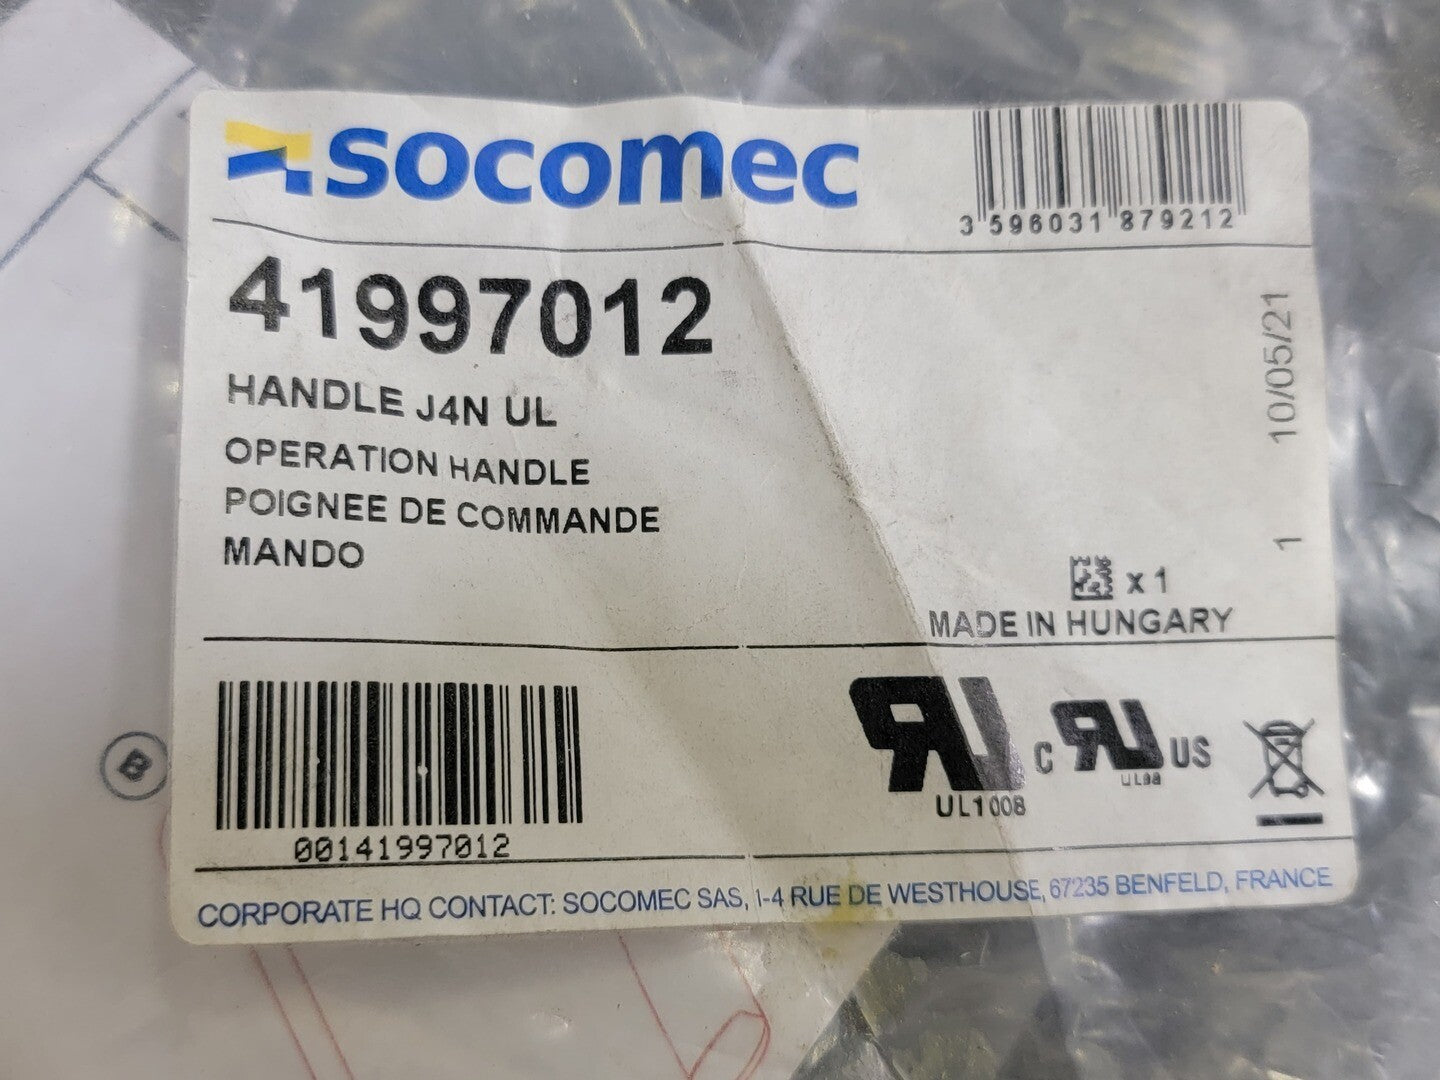 socomec
3 596031 879212
41997012
HANDLE J4N UL
OPERATION HANDLE
POIGNEE DE COMMANDE
MANDO
10/05/21
1
x 1
MADE IN HUNGARY
UL1008
C US
UL98
00141997012
CORPORATE HQ CONTACT: SOCOMEC SAS, I-4 RUE DE WESTHOUSE, 67235 BENFELD, FRANCE
B